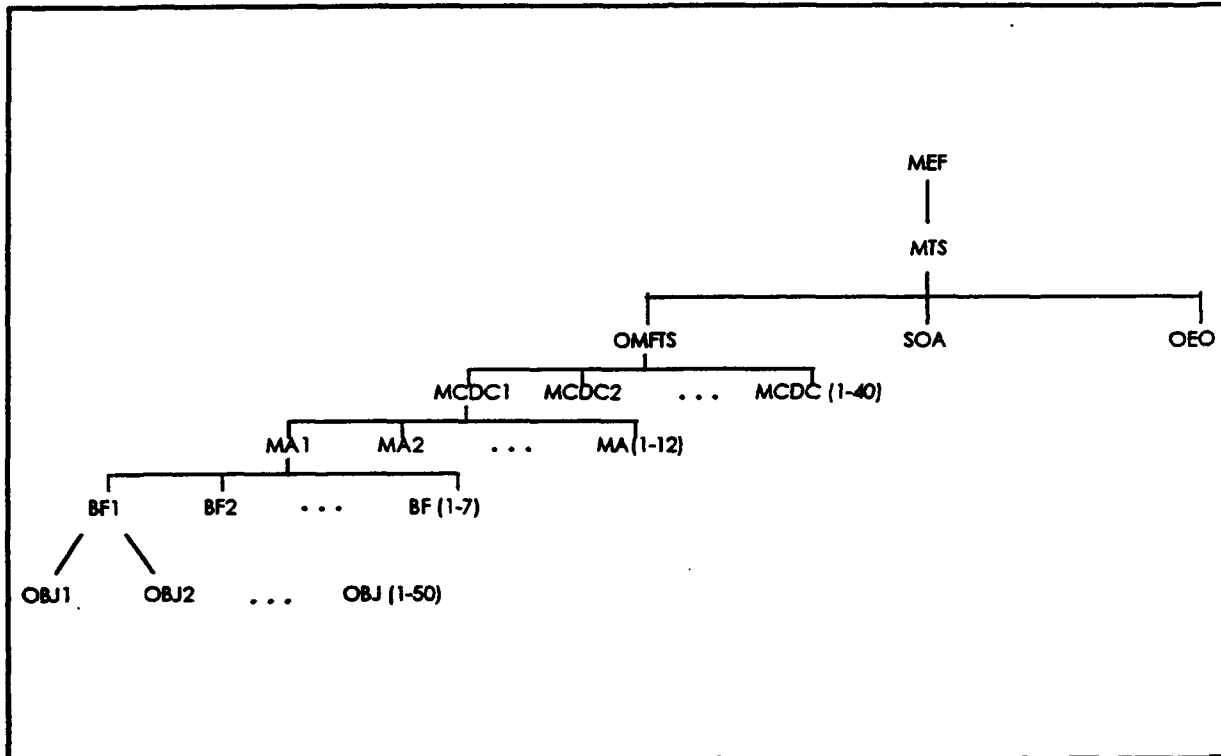 MEF
MTS
OMFTS SOA OEO
MCDC1 MCDC2 ... MCDC (1-40)
MA1 MA2 ... MA(1-12)
BF1 BF2 ... BF (1-7)
OBJ1 OBJ2 ... OBJ (1-50)